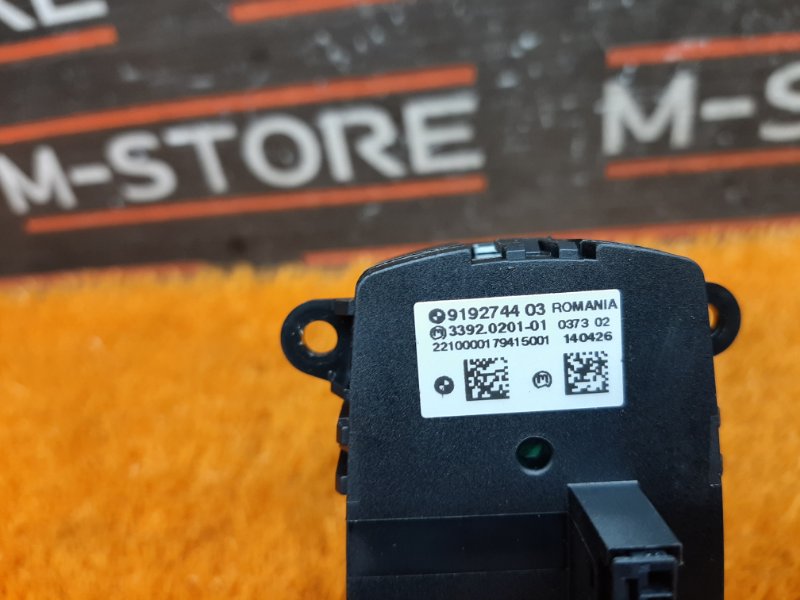 M-STORE
M-S
9192744 03 ROMANIA
3392.0201-01 0373 02
2210000179415001 140426
M